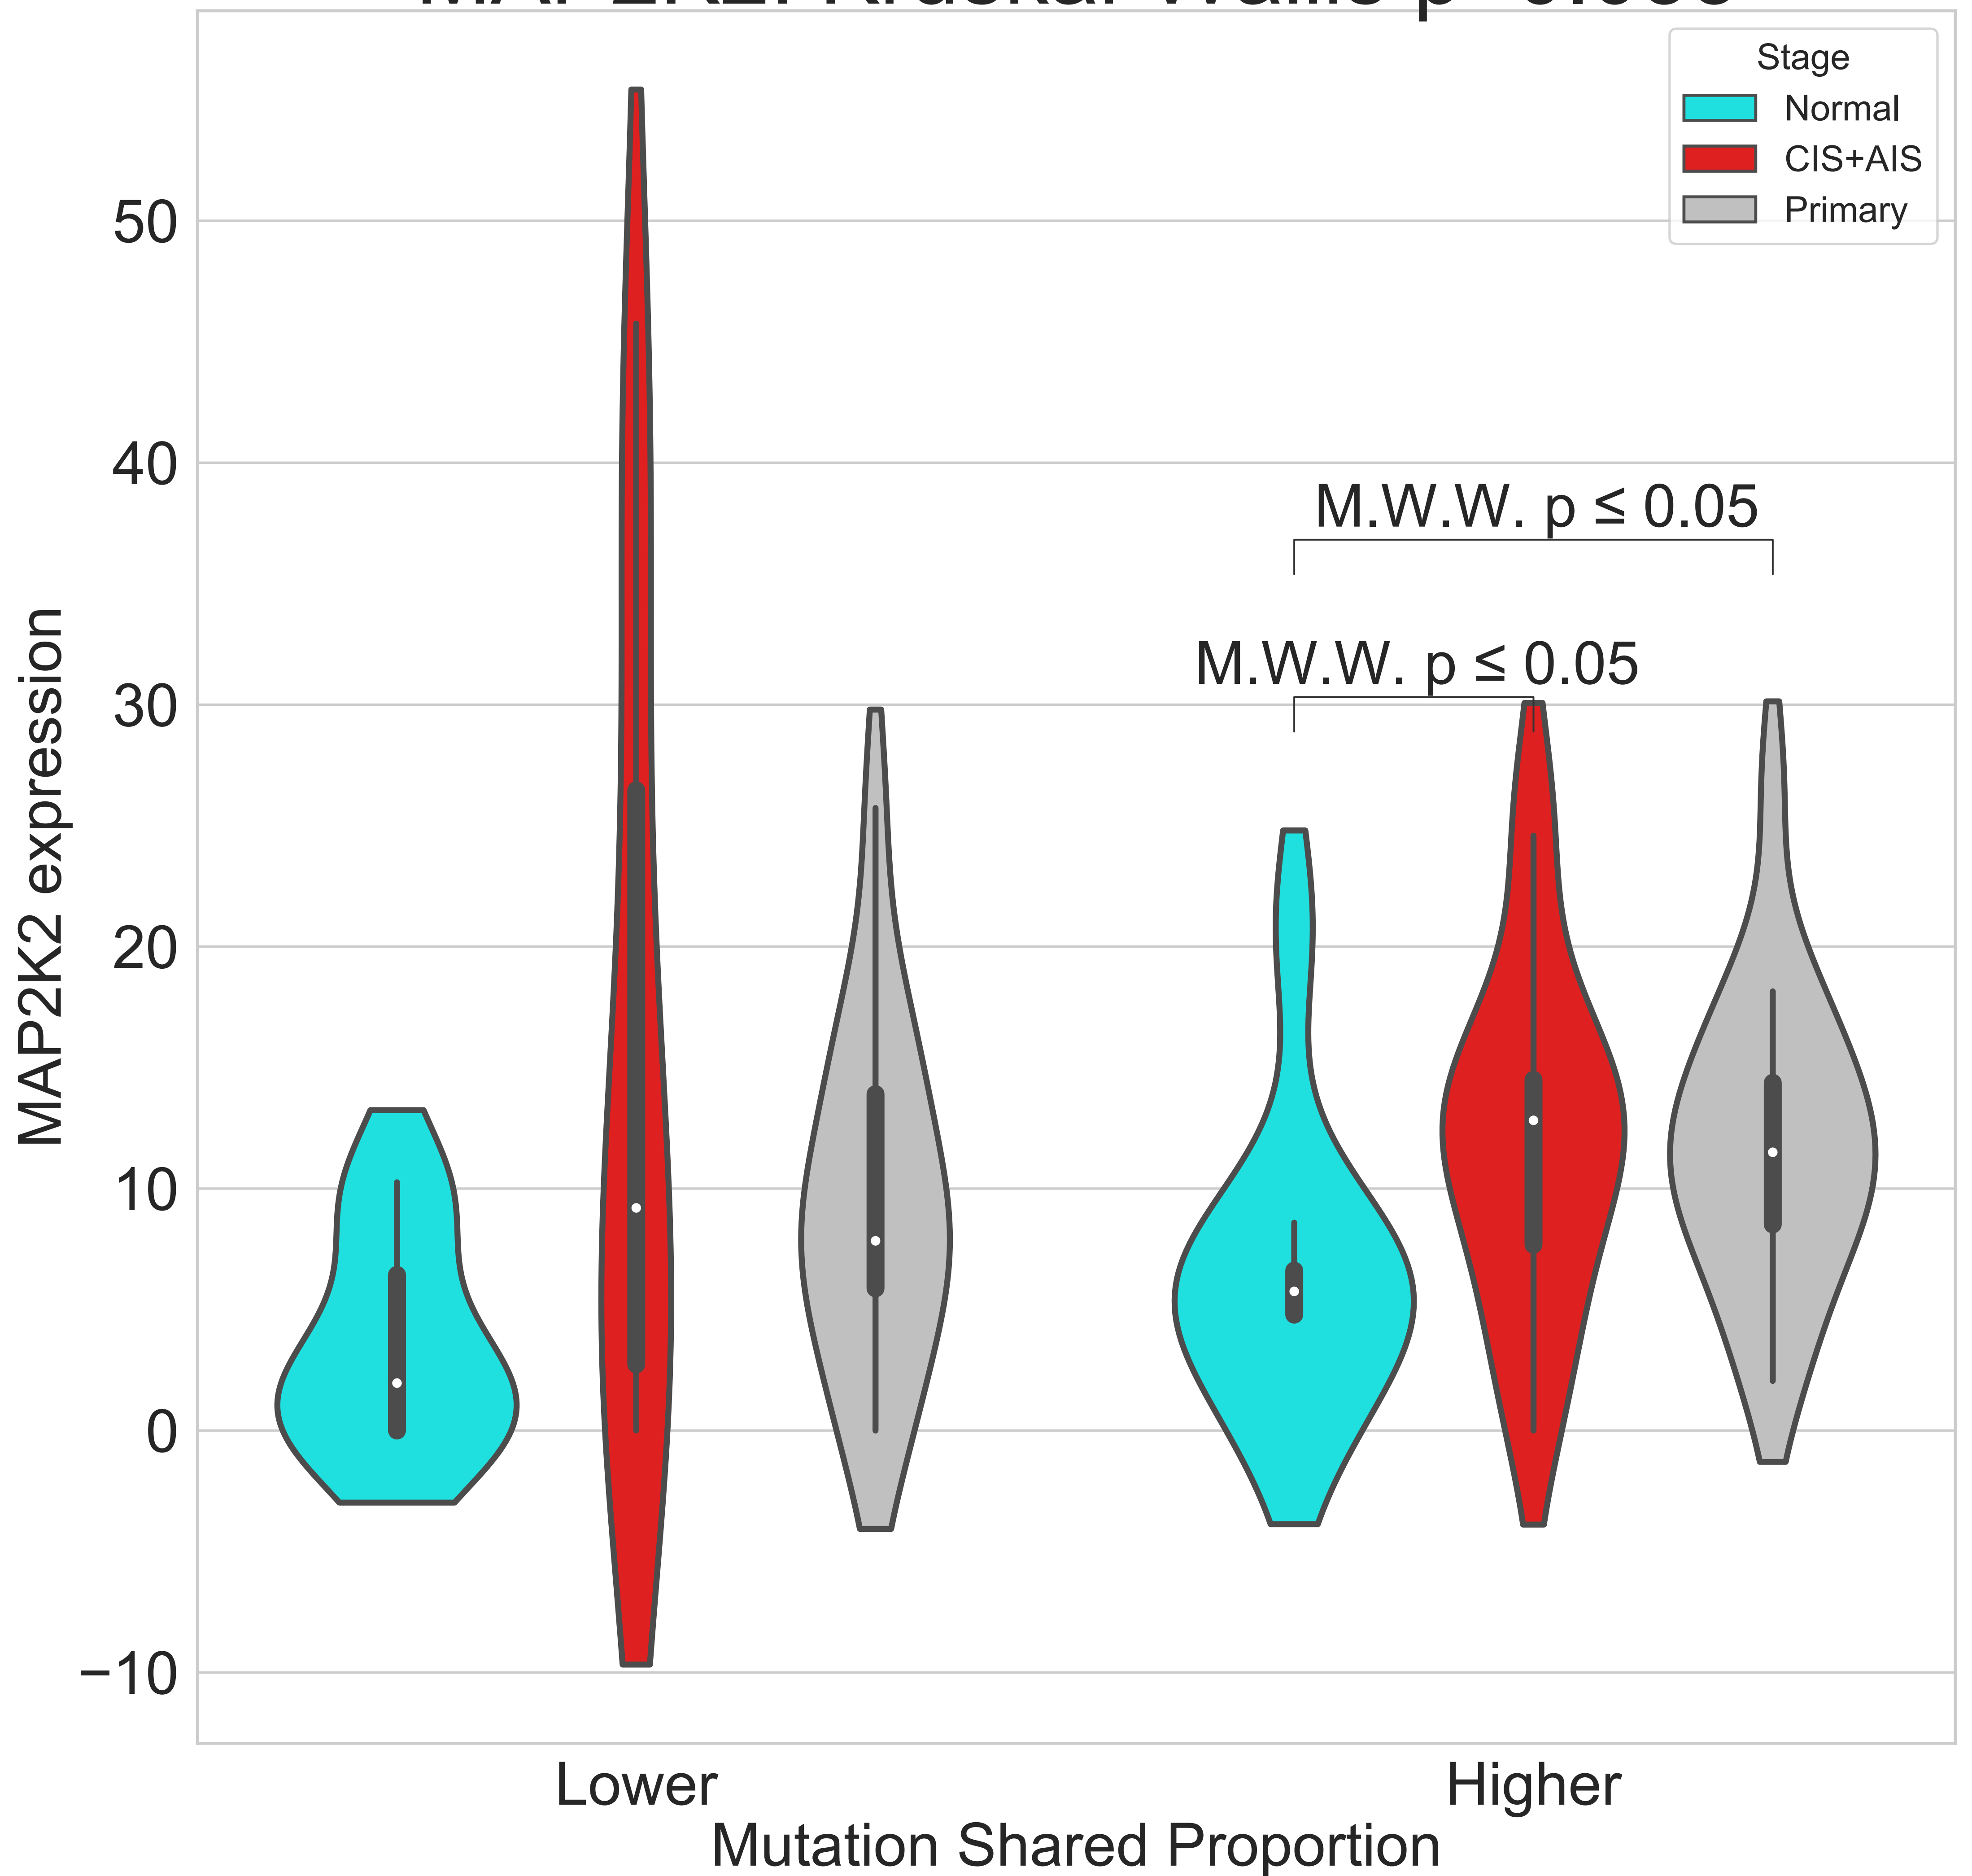 Stage
Normal
CIS+AIS
Primary
50
40
30
20
10
0
−10
M.W.W. p ≤ 0.05
M.W.W. p ≤ 0.05
MAP2K2 expression
Lower
Higher
Mutation Shared Proportion